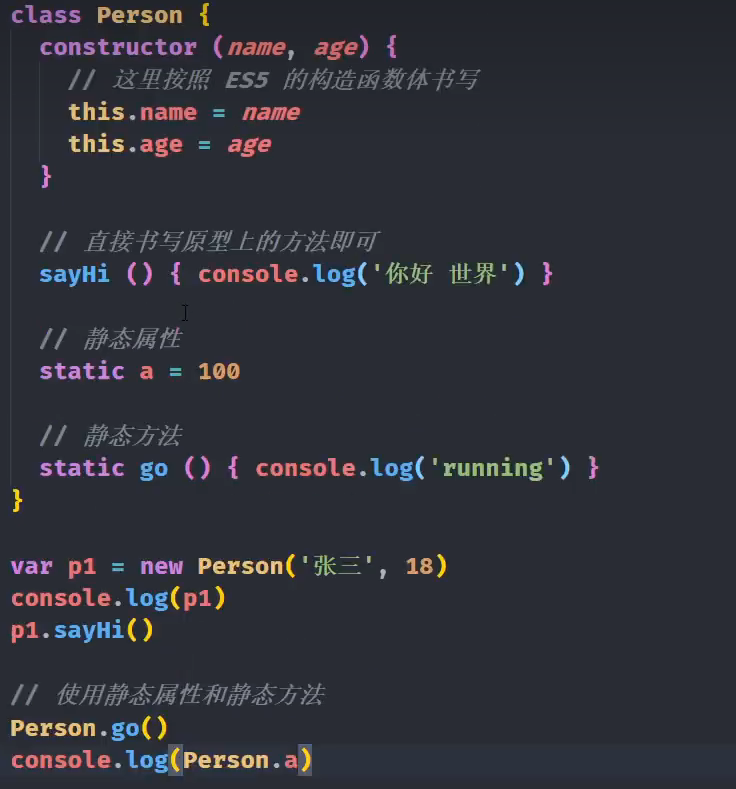 class Person {
constructor (name, age) {
// 这里按照 ES5 的构造函数体书写
this.name = name
this.age = age
}
// 直接书写原型上的方法即可
sayHi () { console.log('你好 世界') }
// 静态属性
static a = 100
// 静态方法
static go () { console.log('running') }
}
var p1 = new Person('张三', 18)
console.log(p1)
p1.sayHi()
// 使用静态属性和静态方法
Person.go()
console.log(Person.a)